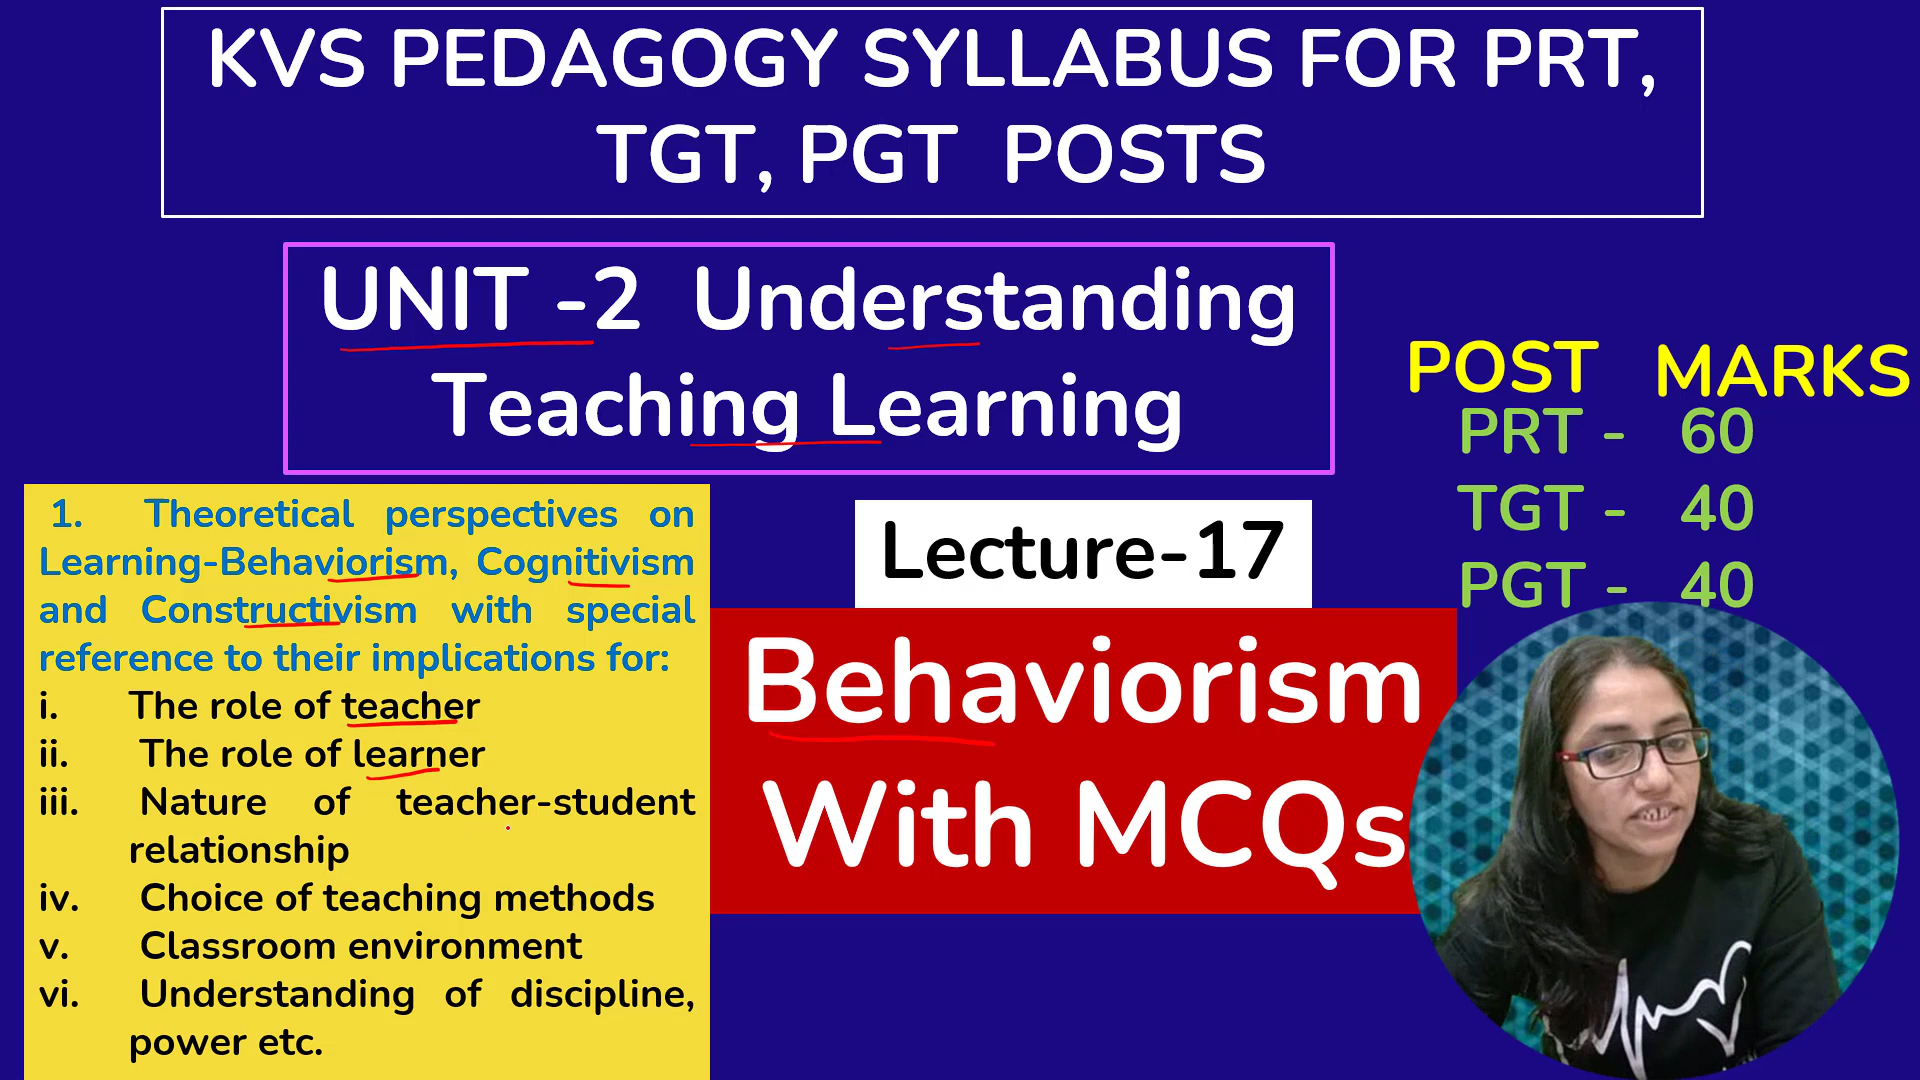 KVS PEDAGOGY SYLLABUS FOR PRT,
TGT, PGT POSTS
UNIT -2 Understanding
Teaching Learning
POST MARKS
PRT - 60
TGT - 40
PGT - 40
1. Theoretical perspectives on
Learning-Behaviorism, Cognitivism
and Constructivism with special
reference to their implications for:
i. The role of teacher
ii. The role of learner
iii. Nature of teacher-student
relationship
iv. Choice of teaching methods
v. Classroom environment
vi. Understanding of discipline,
power etc.
Lecture-17
Behaviorism
With MCQs